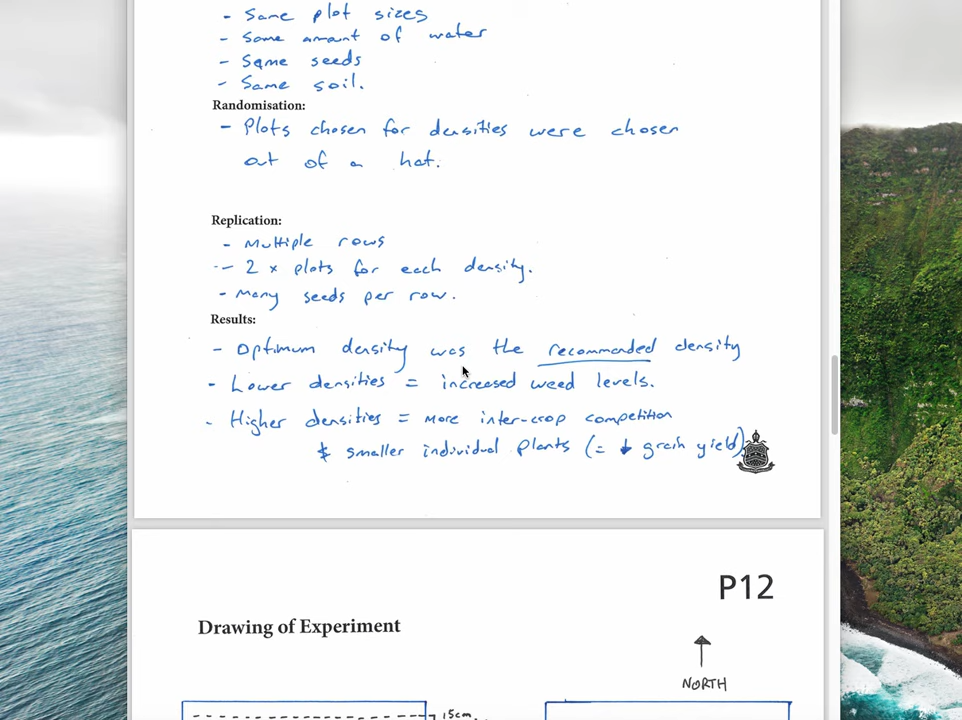 - Same plot sizes
- Same amount of water
- Same seeds
- Same soil.
Randomisation:
- Plots chosen for densities were chosen
out of a hat.
Replication:
- Multiple rows
- 2 x plots for each density.
- Many seeds per row.
Results:
- Optimum density was the recommended density
- Lower densities = increased weed levels.
- Higher densities = more inter-crop competition
& smaller individual plants (= ↓ grain yield)
P12
Drawing of Experiment
NORTH
15cm